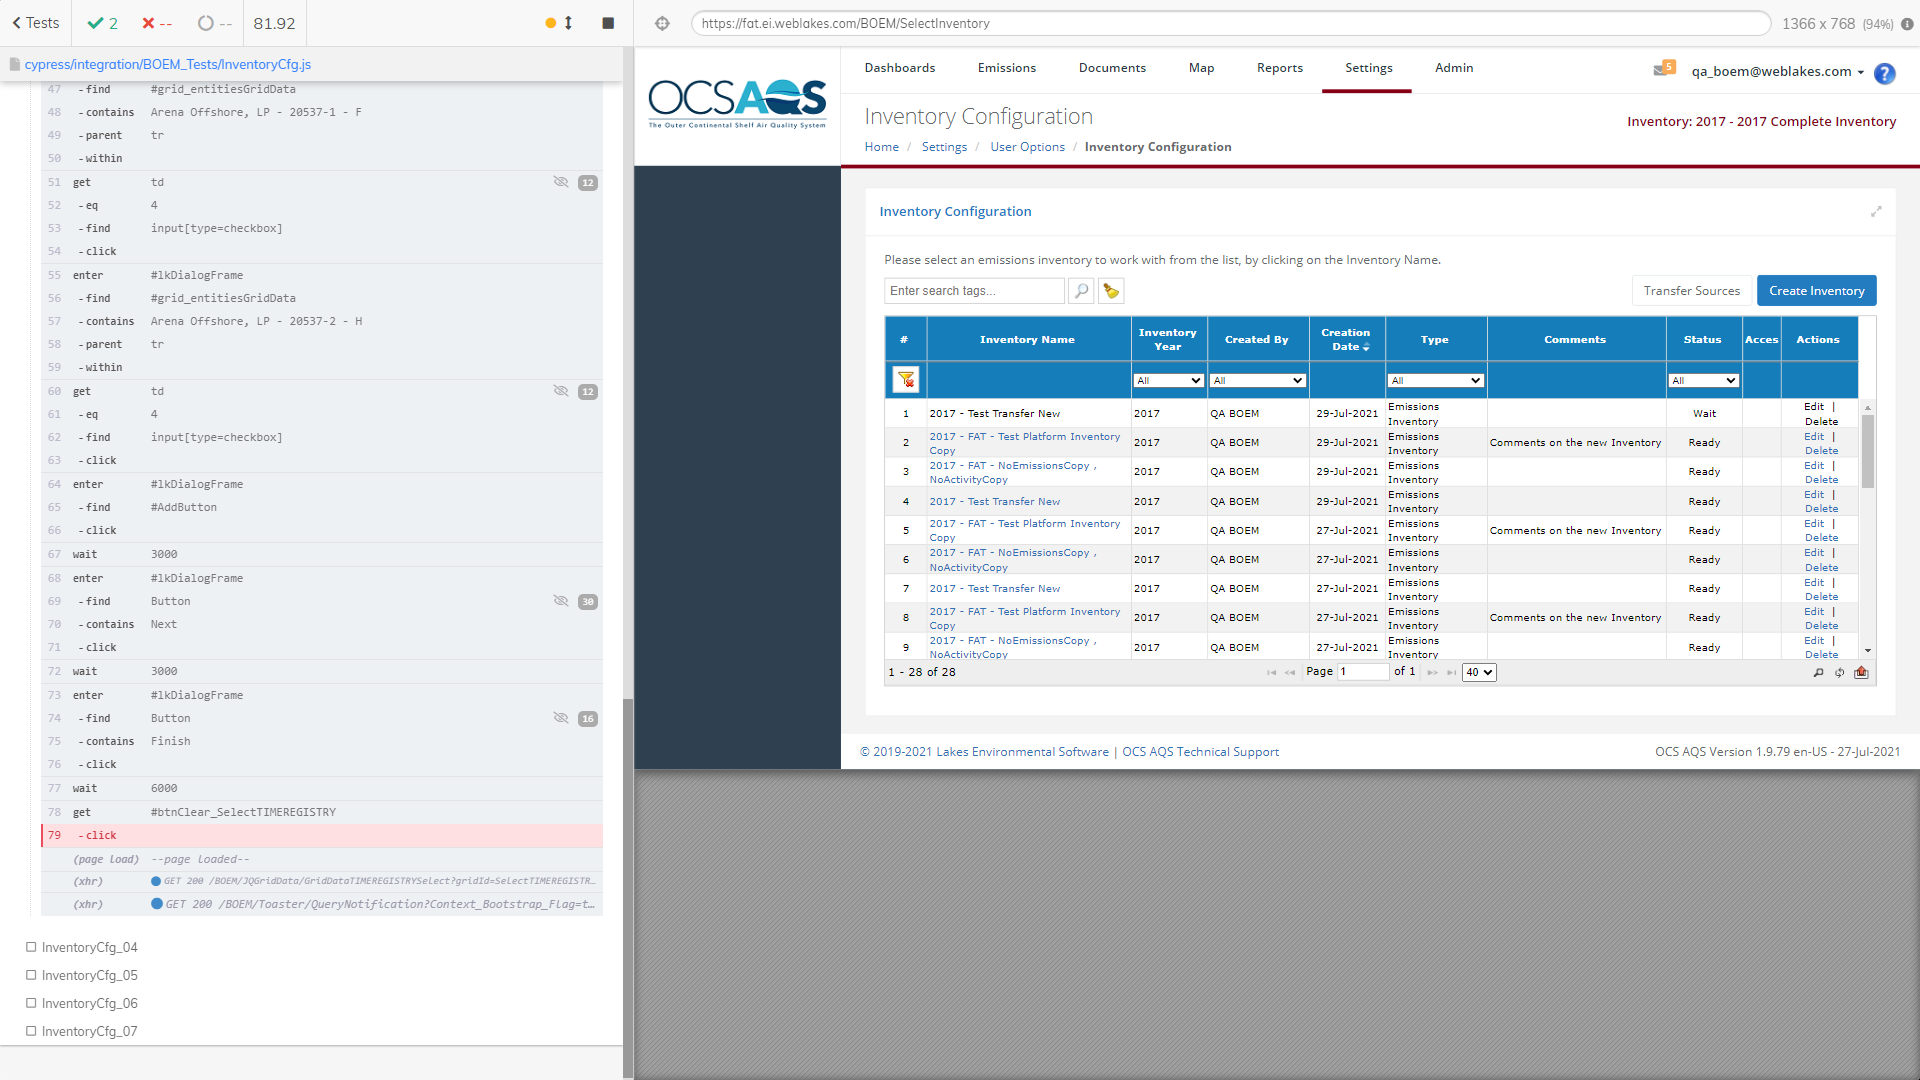 Tests
2
--
--
81.92
https://fat.ei.weblakes.com/BOEM/SelectInventory
1366 x 768 (94%)
cypress/integration/BOEM_Tests/InventoryCfg.js
47 -find #grid_entitiesGridData
48 -contains Arena Offshore, LP - 20537-1 - F
49 -parent tr
50 -within
51 get td 12
52 -eq 4
53 -find input[type=checkbox]
54 -click
55 enter #lkDialogFrame
56 -find #grid_entitiesGridData
57 -contains Arena Offshore, LP - 20537-2 - H
58 -parent tr
59 -within
60 get td 12
61 -eq 4
62 -find input[type=checkbox]
63 -click
64 enter #lkDialogFrame
65 -find #AddButton
66 -click
67 wait 3000
68 enter #lkDialogFrame
69 -find Button 30
70 -contains Next
71 -click
72 wait 3000
73 enter #lkDialogFrame
74 -find Button 16
75 -contains Finish
76 -click
77 wait 6000
78 get #btnClear_SelectTIMEREGISTRY
79 -click
(page load) --page loaded--
(xhr) GET 200 /BOEM/JQGridData/GridDataTIMEREGISTRYSelect?gridId=SelectTIMEREGISTR...
(xhr) GET 200 /BOEM/Toaster/QueryNotification?Context_Bootstrap_Flag=t...
InventoryCfg_04
InventoryCfg_05
InventoryCfg_06
InventoryCfg_07
OCSAQS
The Outer Continental Shelf Air Quality System
Dashboards Emissions Documents Map Reports Settings Admin
5 qa_boem@weblakes.com ?
Inventory Configuration
Inventory: 2017 - 2017 Complete Inventory
Home / Settings / User Options / Inventory Configuration
Inventory Configuration
Please select an emissions inventory to work with from the list, by clicking on the Inventory Name.
Enter search tags...
Transfer Sources Create Inventory
# Inventory Name Inventory Year Created By Creation Date Type Comments Status Acces Actions
All All All All
1 2017 - Test Transfer New 2017 QA BOEM 29-Jul-2021 Emissions Inventory Wait Edit | Delete
2 2017 - FAT - Test Platform Inventory Copy 2017 QA BOEM 29-Jul-2021 Emissions Inventory Comments on the new Inventory Ready Edit | Delete
3 2017 - FAT - NoEmissionsCopy , NoActivityCopy 2017 QA BOEM 29-Jul-2021 Emissions Inventory Ready Edit | Delete
4 2017 - Test Transfer New 2017 QA BOEM 29-Jul-2021 Emissions Inventory Ready Edit | Delete
5 2017 - FAT - Test Platform Inventory Copy 2017 QA BOEM 27-Jul-2021 Emissions Inventory Comments on the new Inventory Ready Edit | Delete
6 2017 - FAT - NoEmissionsCopy , NoActivityCopy 2017 QA BOEM 27-Jul-2021 Emissions Inventory Ready Edit | Delete
7 2017 - Test Transfer New 2017 QA BOEM 27-Jul-2021 Emissions Inventory Ready Edit | Delete
8 2017 - FAT - Test Platform Inventory Copy 2017 QA BOEM 27-Jul-2021 Emissions Inventory Comments on the new Inventory Ready Edit | Delete
9 2017 - FAT - NoEmissionsCopy , NoActivityCopy 2017 QA BOEM 27-Jul-2021 Emissions Inventory Ready Edit | Delete
1 - 28 of 28 Page 1 of 1 40
© 2019-2021 Lakes Environmental Software | OCS AQS Technical Support
OCS AQS Version 1.9.79 en-US - 27-Jul-2021